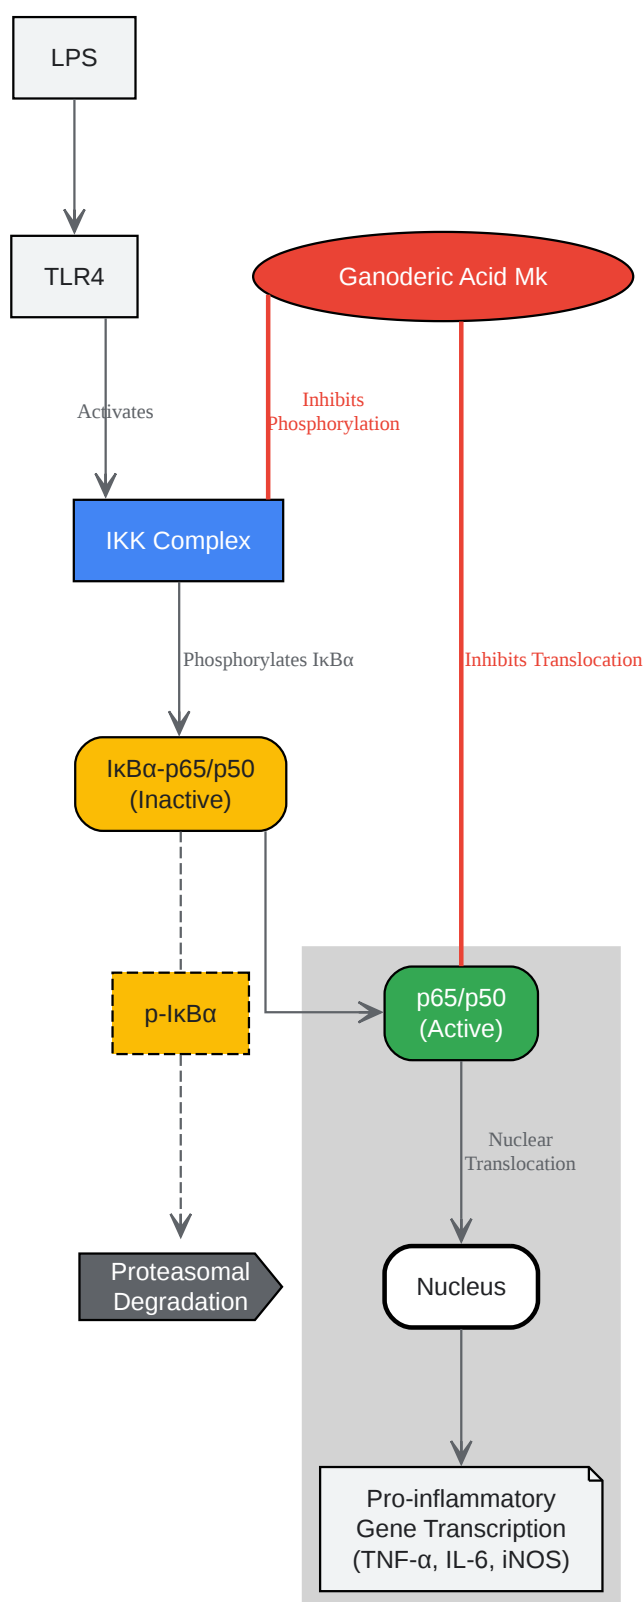 LPS
TLR4
Ganoderic Acid Mk
Activates
Inhibits
Phosphorylation
IKK Complex
Phosphorylates IκBα
Inhibits Translocation
IκBα-p65/p50
(Inactive)
p-IκBα
p65/p50
(Active)
Nuclear
Translocation
Proteasomal
Degradation
Nucleus
Pro-inflammatory
Gene Transcription
(TNF-α, IL-6, iNOS)